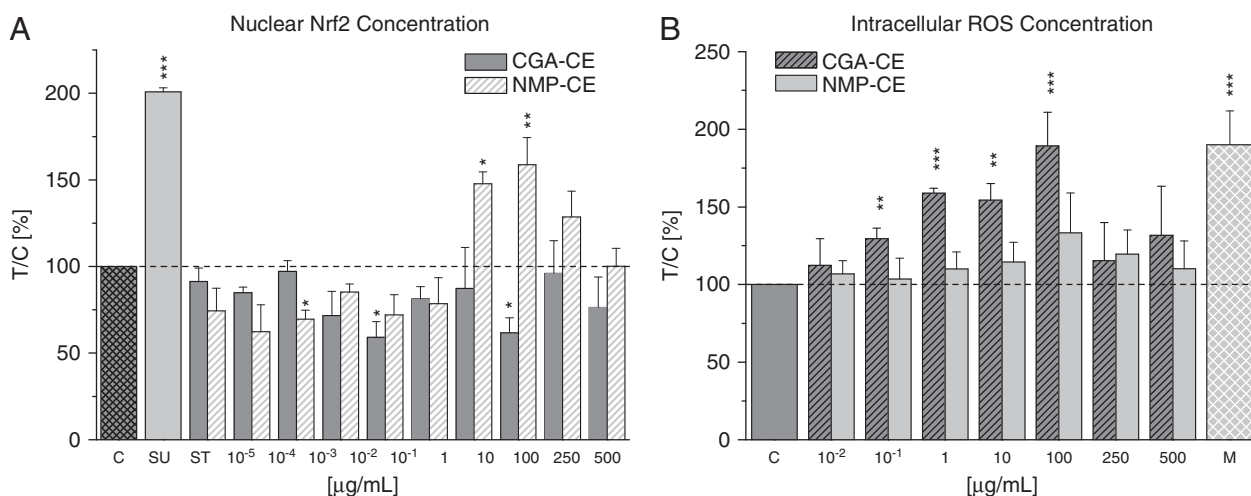 A
Nuclear Nrf2 Concentration
CGA-CE
NMP-CE
T/C [%]
200
150
100
50
0
***
*
*
*
**
*
C SU ST 10-5 10-4 10-3 10-2 10-1 1 10 100 250 500
[µg/mL]
B
Intracellular ROS Concentration
CGA-CE
NMP-CE
T/C [%]
250
200
150
100
50
0
**
***
**
***
***
C 10-2 10-1 1 10 100 250 500 M
[µg/mL]